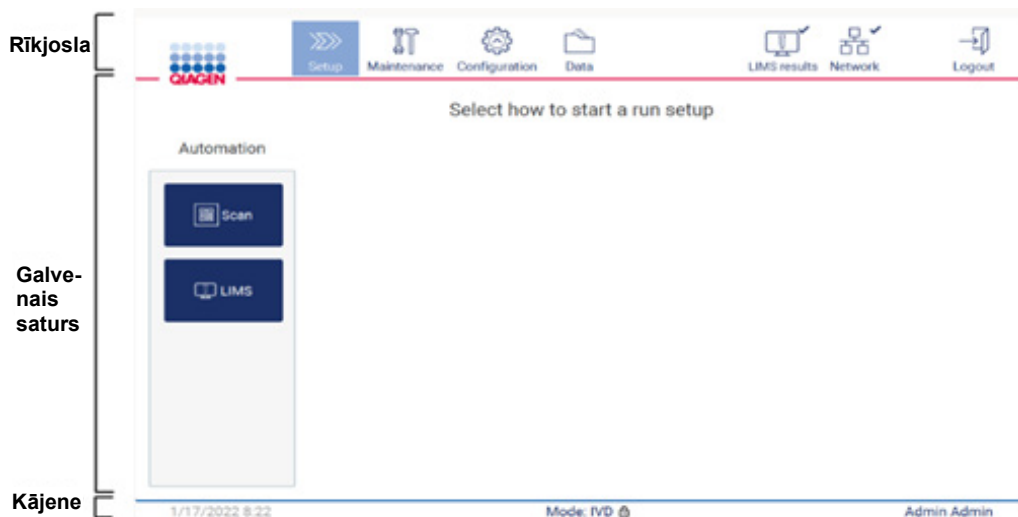 Rīkjosla
QIAGEN
Setup
Maintenance
Configuration
Data
LIMS results
Network
Logout
Select how to start a run setup
Automation
Scan
LIMS
Galve-
nais
saturs
Kājene
1/17/2022 8:22
Mode: IVD
Admin Admin